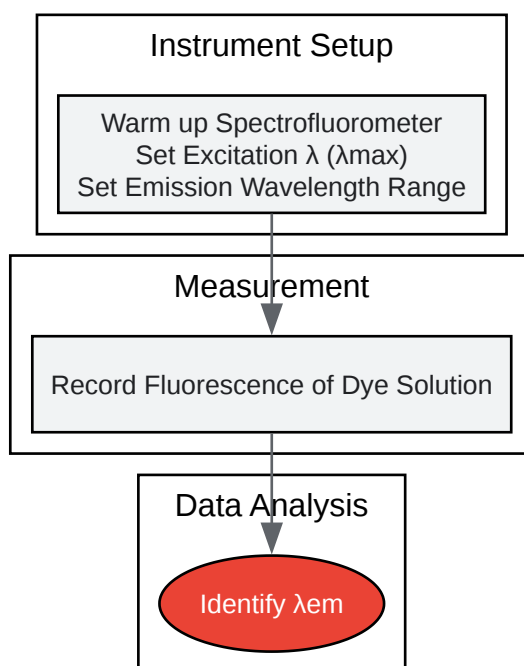 Instrument Setup
Warm up Spectrofluorometer
Set Excitation λ (λmax)
Set Emission Wavelength Range
Measurement
Record Fluorescence of Dye Solution
Data Analysis
Identify λem